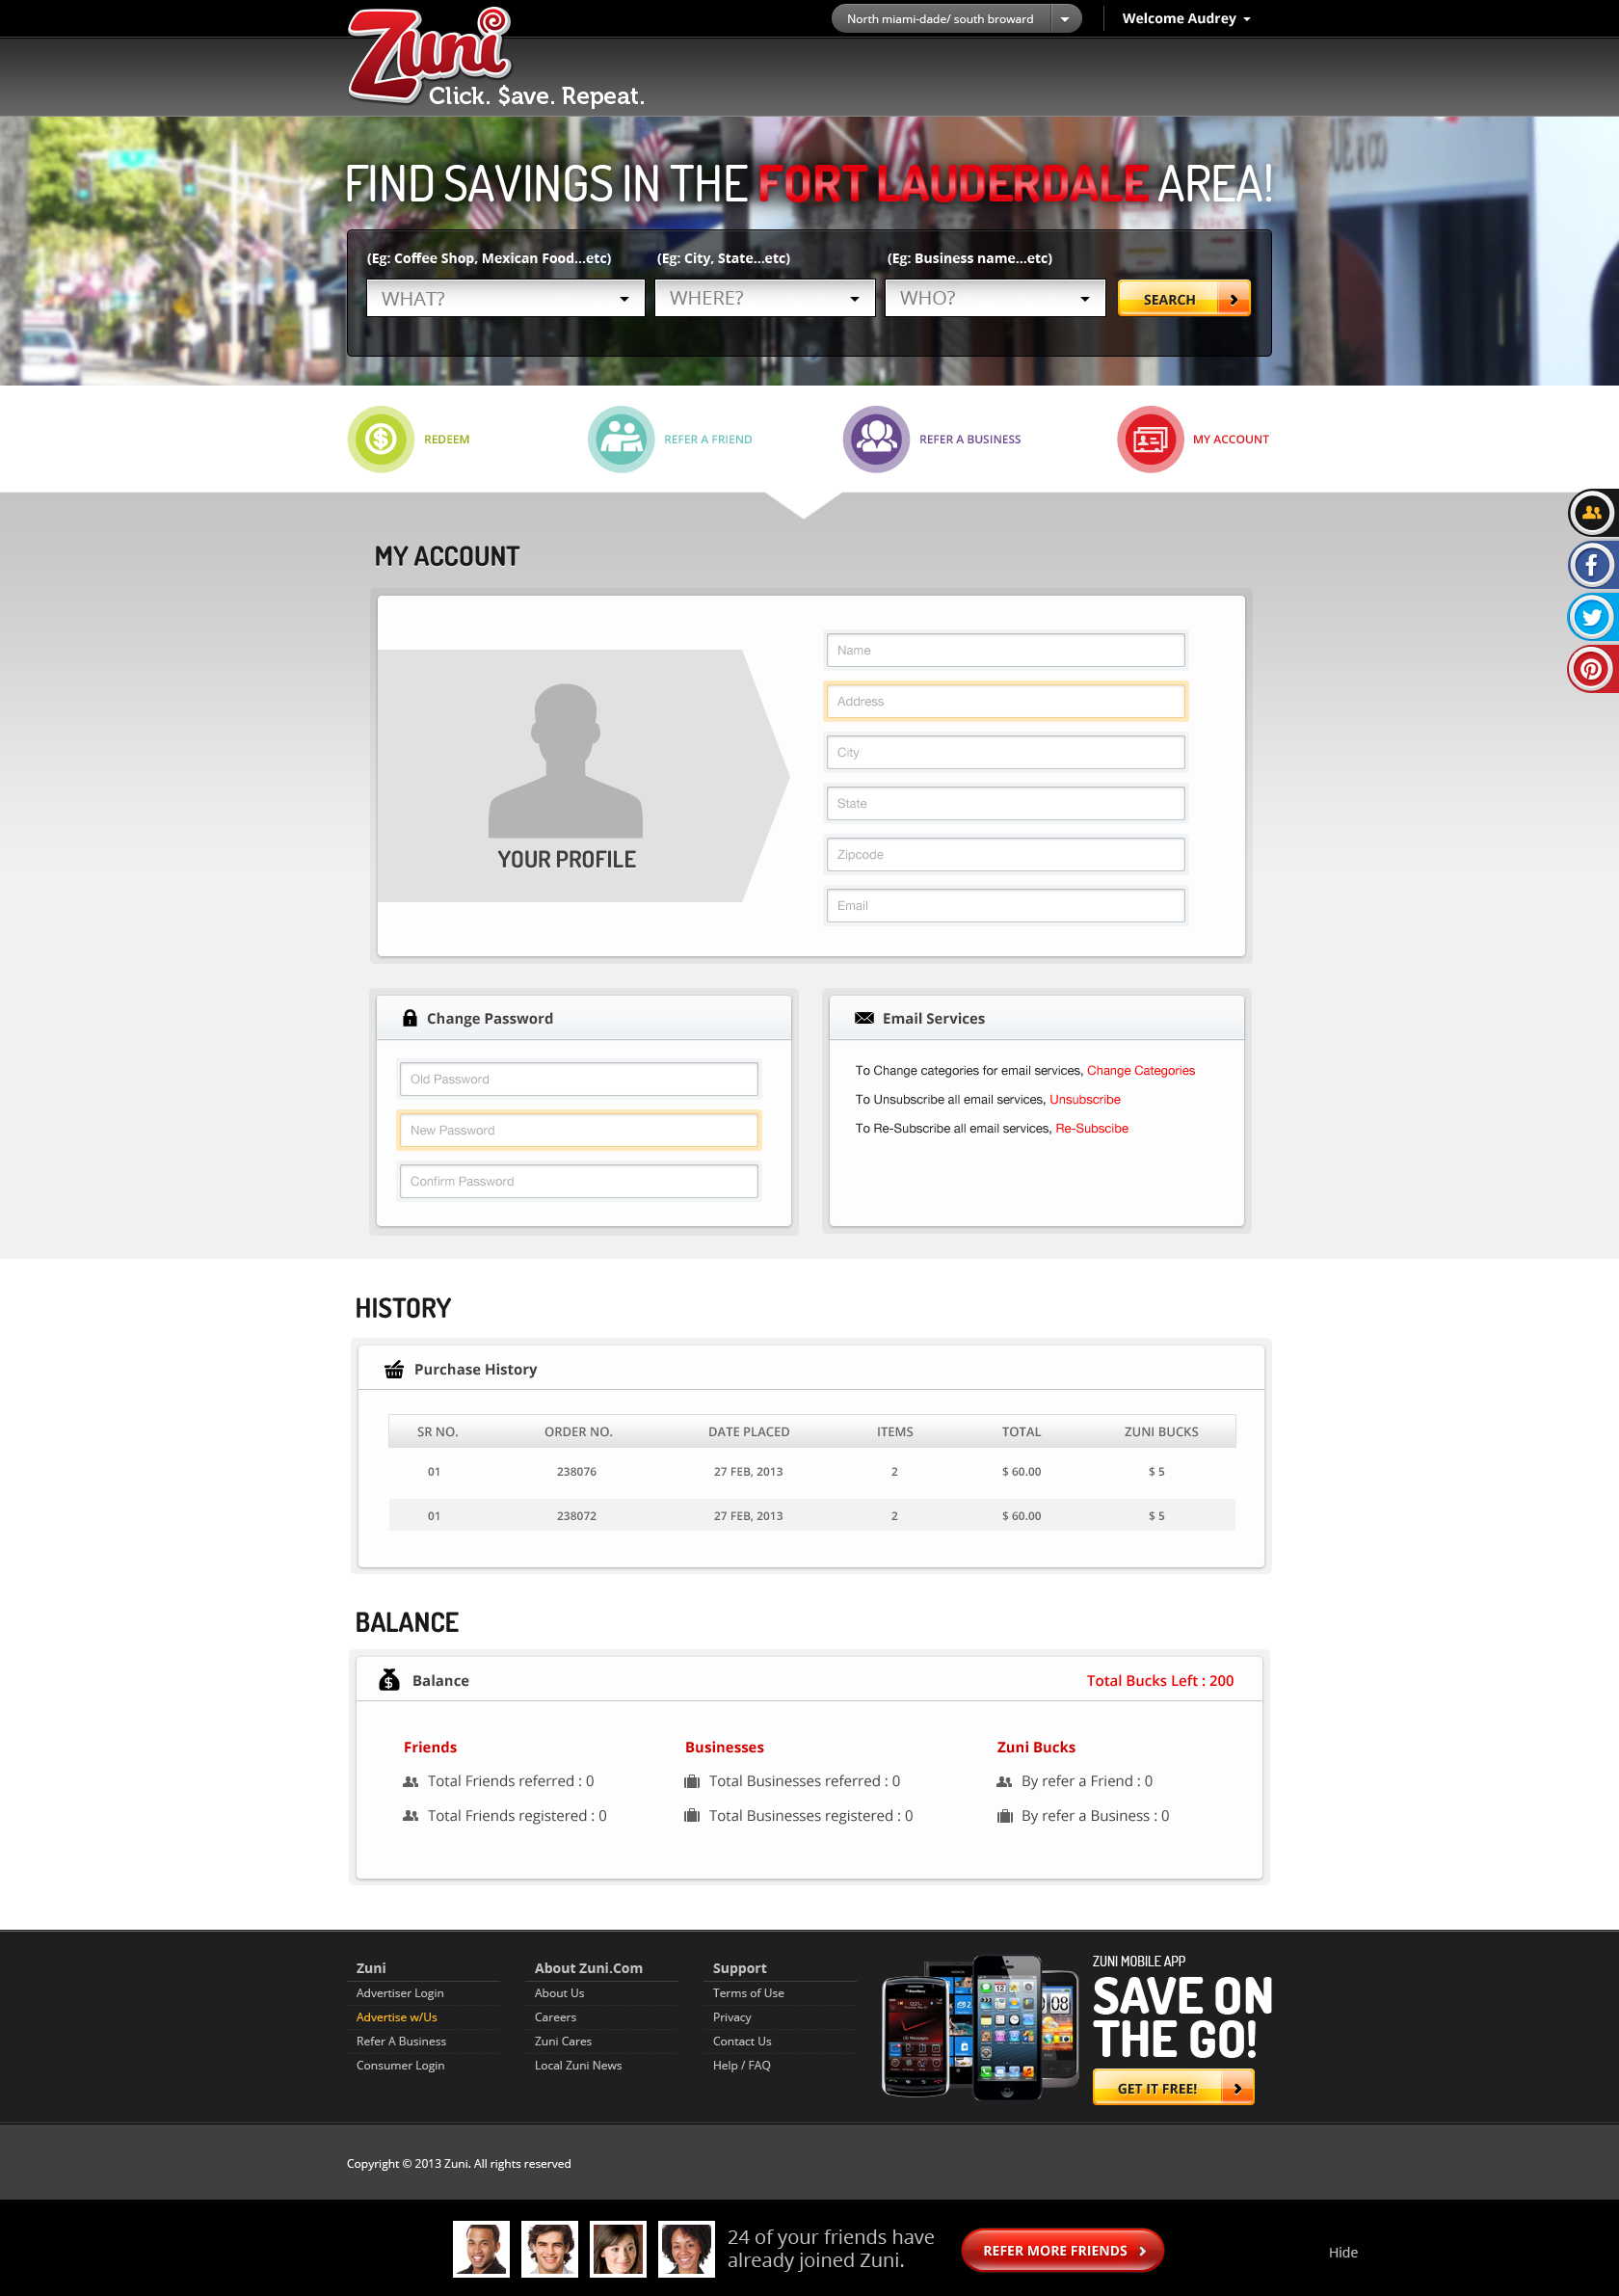 North miami-dade/ south broward
Welcome Audrey
Zuni
Click. $ave. Repeat.
FIND SAVINGS IN THE FORT LAUDERDALE AREA!
(Eg: Coffee Shop, Mexican Food...etc)
(Eg: City, State...etc)
(Eg: Business name...etc)
WHAT?
WHERE?
WHO?
SEARCH
REDEEM
REFER A FRIEND
REFER A BUSINESS
MY ACCOUNT
MY ACCOUNT
YOUR PROFILE
Name
Address
City
State
Zipcode
Email
Change Password
Old Password
New Password
Confirm Password
Email Services
To Change categories for email services, Change Categories
To Unsubscribe all email services, Unsubscribe
To Re-Subscribe all email services, Re-Subscibe
HISTORY
Purchase History
SR NO. ORDER NO. DATE PLACED ITEMS TOTAL ZUNI BUCKS
01 238076 27 FEB, 2013 2 $ 60.00 $ 5
01 238072 27 FEB, 2013 2 $ 60.00 $ 5
BALANCE
Balance
Total Bucks Left : 200
Friends
Total Friends referred : 0
Total Friends registered : 0
Businesses
Total Businesses referred : 0
Total Businesses registered : 0
Zuni Bucks
By refer a Friend : 0
By refer a Business : 0
Zuni
Advertiser Login
Advertise w/Us
Refer A Business
Consumer Login
About Zuni.Com
About Us
Careers
Zuni Cares
Local Zuni News
Support
Terms of Use
Privacy
Contact Us
Help / FAQ
ZUNI MOBILE APP
SAVE ON
THE GO!
GET IT FREE!
Copyright © 2013 Zuni. All rights reserved
24 of your friends have
already joined Zuni.
REFER MORE FRIENDS
Hide